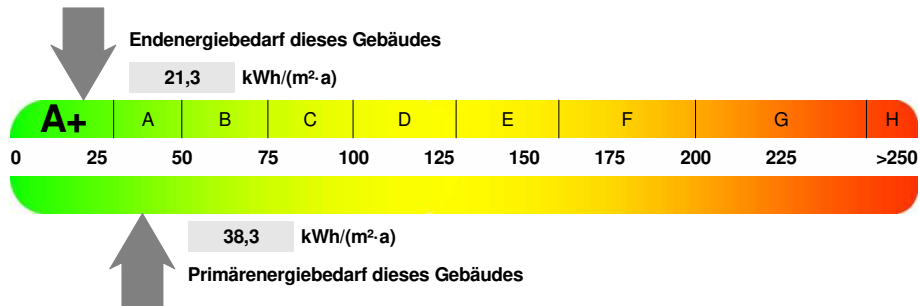 Endenergiebedarf dieses Gebäudes
21,3 kWh/(m²·a)
A+ A B C D E F G H
0 25 50 75 100 125 150 175 200 225 >250
38,3 kWh/(m²·a)
Primärenergiebedarf dieses Gebäudes